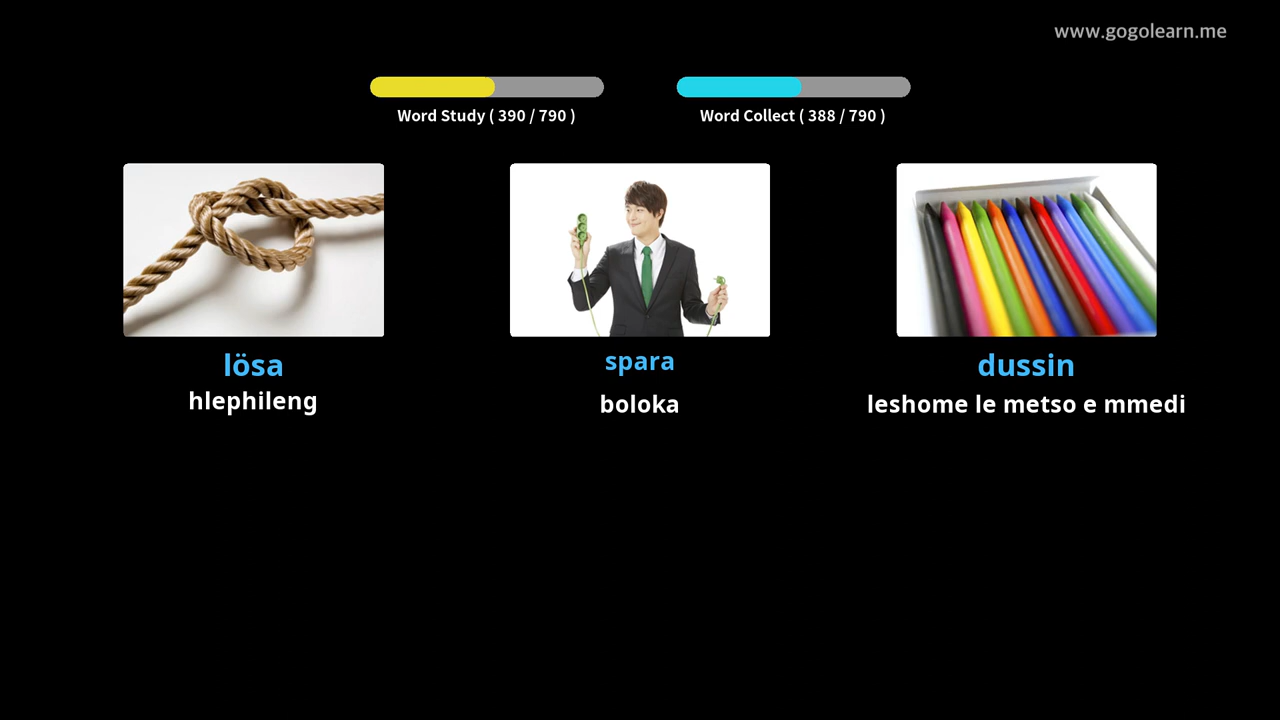 www.gogolearn.me
Word Study ( 390 / 790 )
Word Collect ( 388 / 790 )
lösa
spara
dussin
hlephileng
boloka
leshome le metso e mmedi